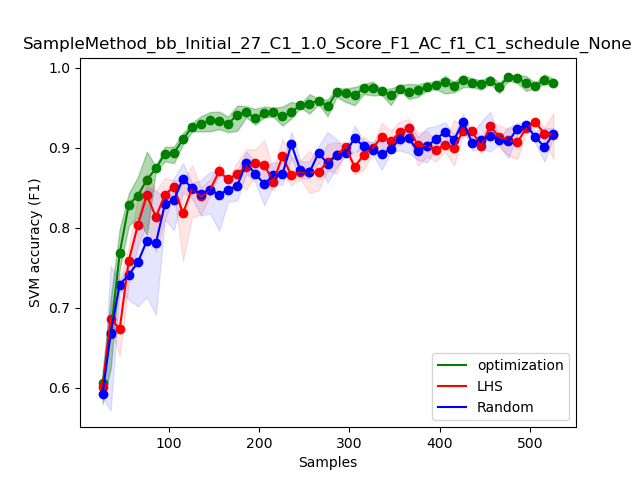 SampleMethod_bb_Initial_27_C1_1.0_Score_F1_AC_f1_C1_schedule_None
1.0
0.9
0.8
0.7
0.6
SVM accuracy (F1)
optimization
LHS
Random
100
200
300
400
500
Samples